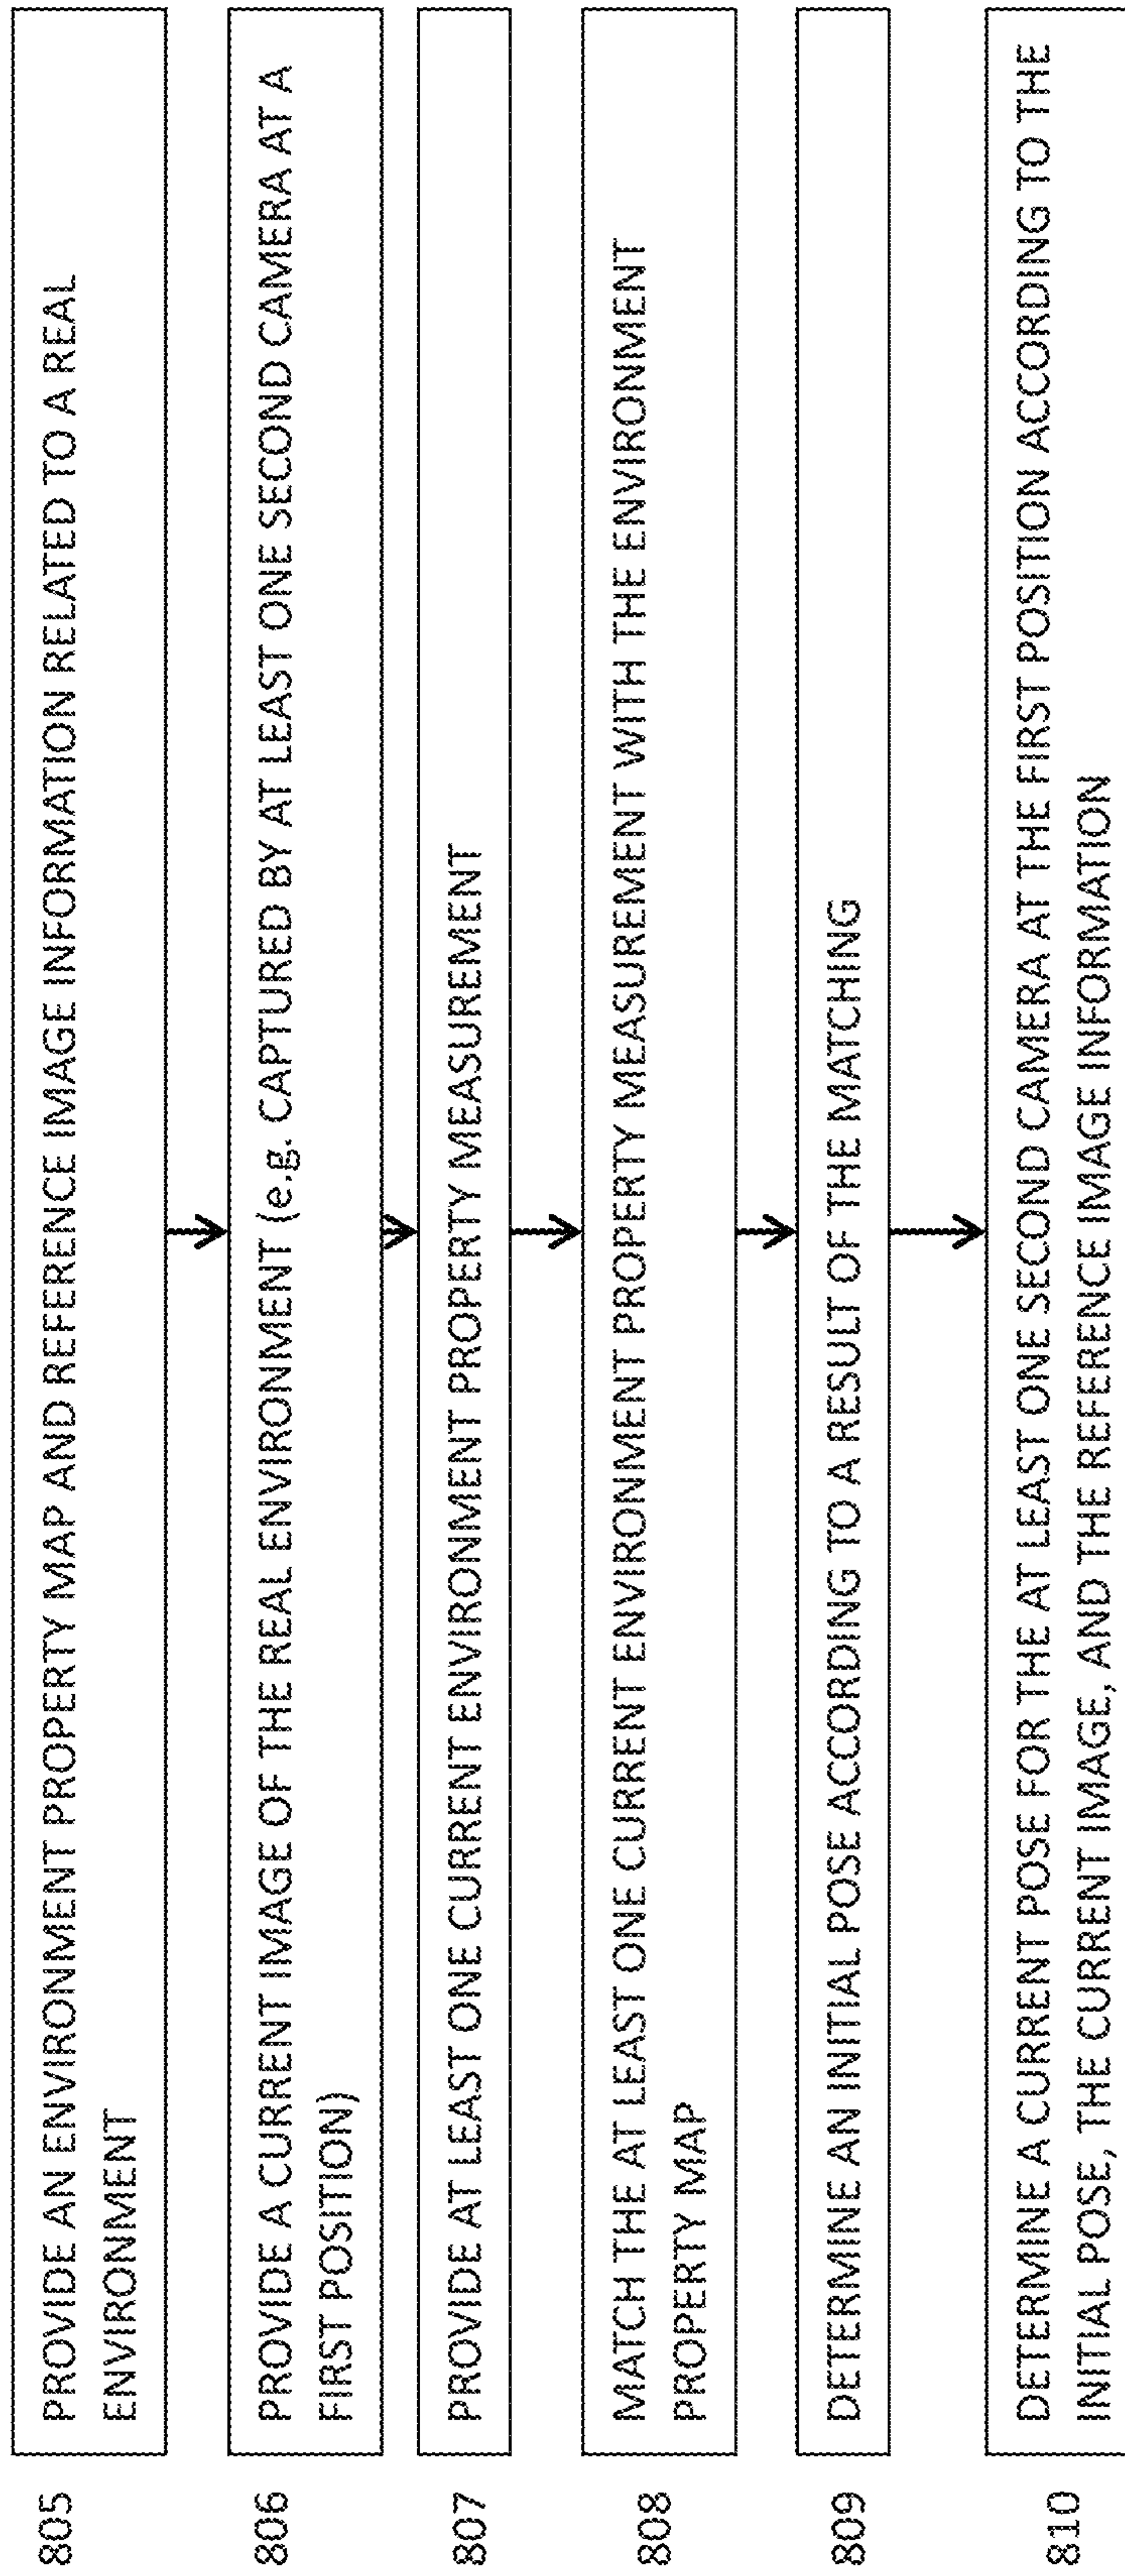 805
PROVIDE AN ENVIRONMENT PROPERTY MAP AND REFERENCE IMAGE INFORMATION RELATED TO A REAL
ENVIRONMENT
806
PROVIDE A CURRENT IMAGE OF THE REAL ENVIRONMENT (e.g. CAPTURED BY AT LEAST ONE SECOND CAMERA AT A
FIRST POSITION)
807
PROVIDE AT LEAST ONE CURRENT ENVIRONMENT PROPERTY MEASUREMENT
808
MATCH THE AT LEAST ONE CURRENT ENVIRONMENT PROPERTY MEASUREMENT WITH THE ENVIRONMENT
PROPERTY MAP
809
DETERMINE AN INITIAL POSE ACCORDING TO A RESULT OF THE MATCHING
810
DETERMINE A CURRENT POSE FOR THE AT LEAST ONE SECOND CAMERA AT THE FIRST POSITION ACCORDING TO THE
INITIAL POSE, THE CURRENT IMAGE, AND THE REFERENCE IMAGE INFORMATION